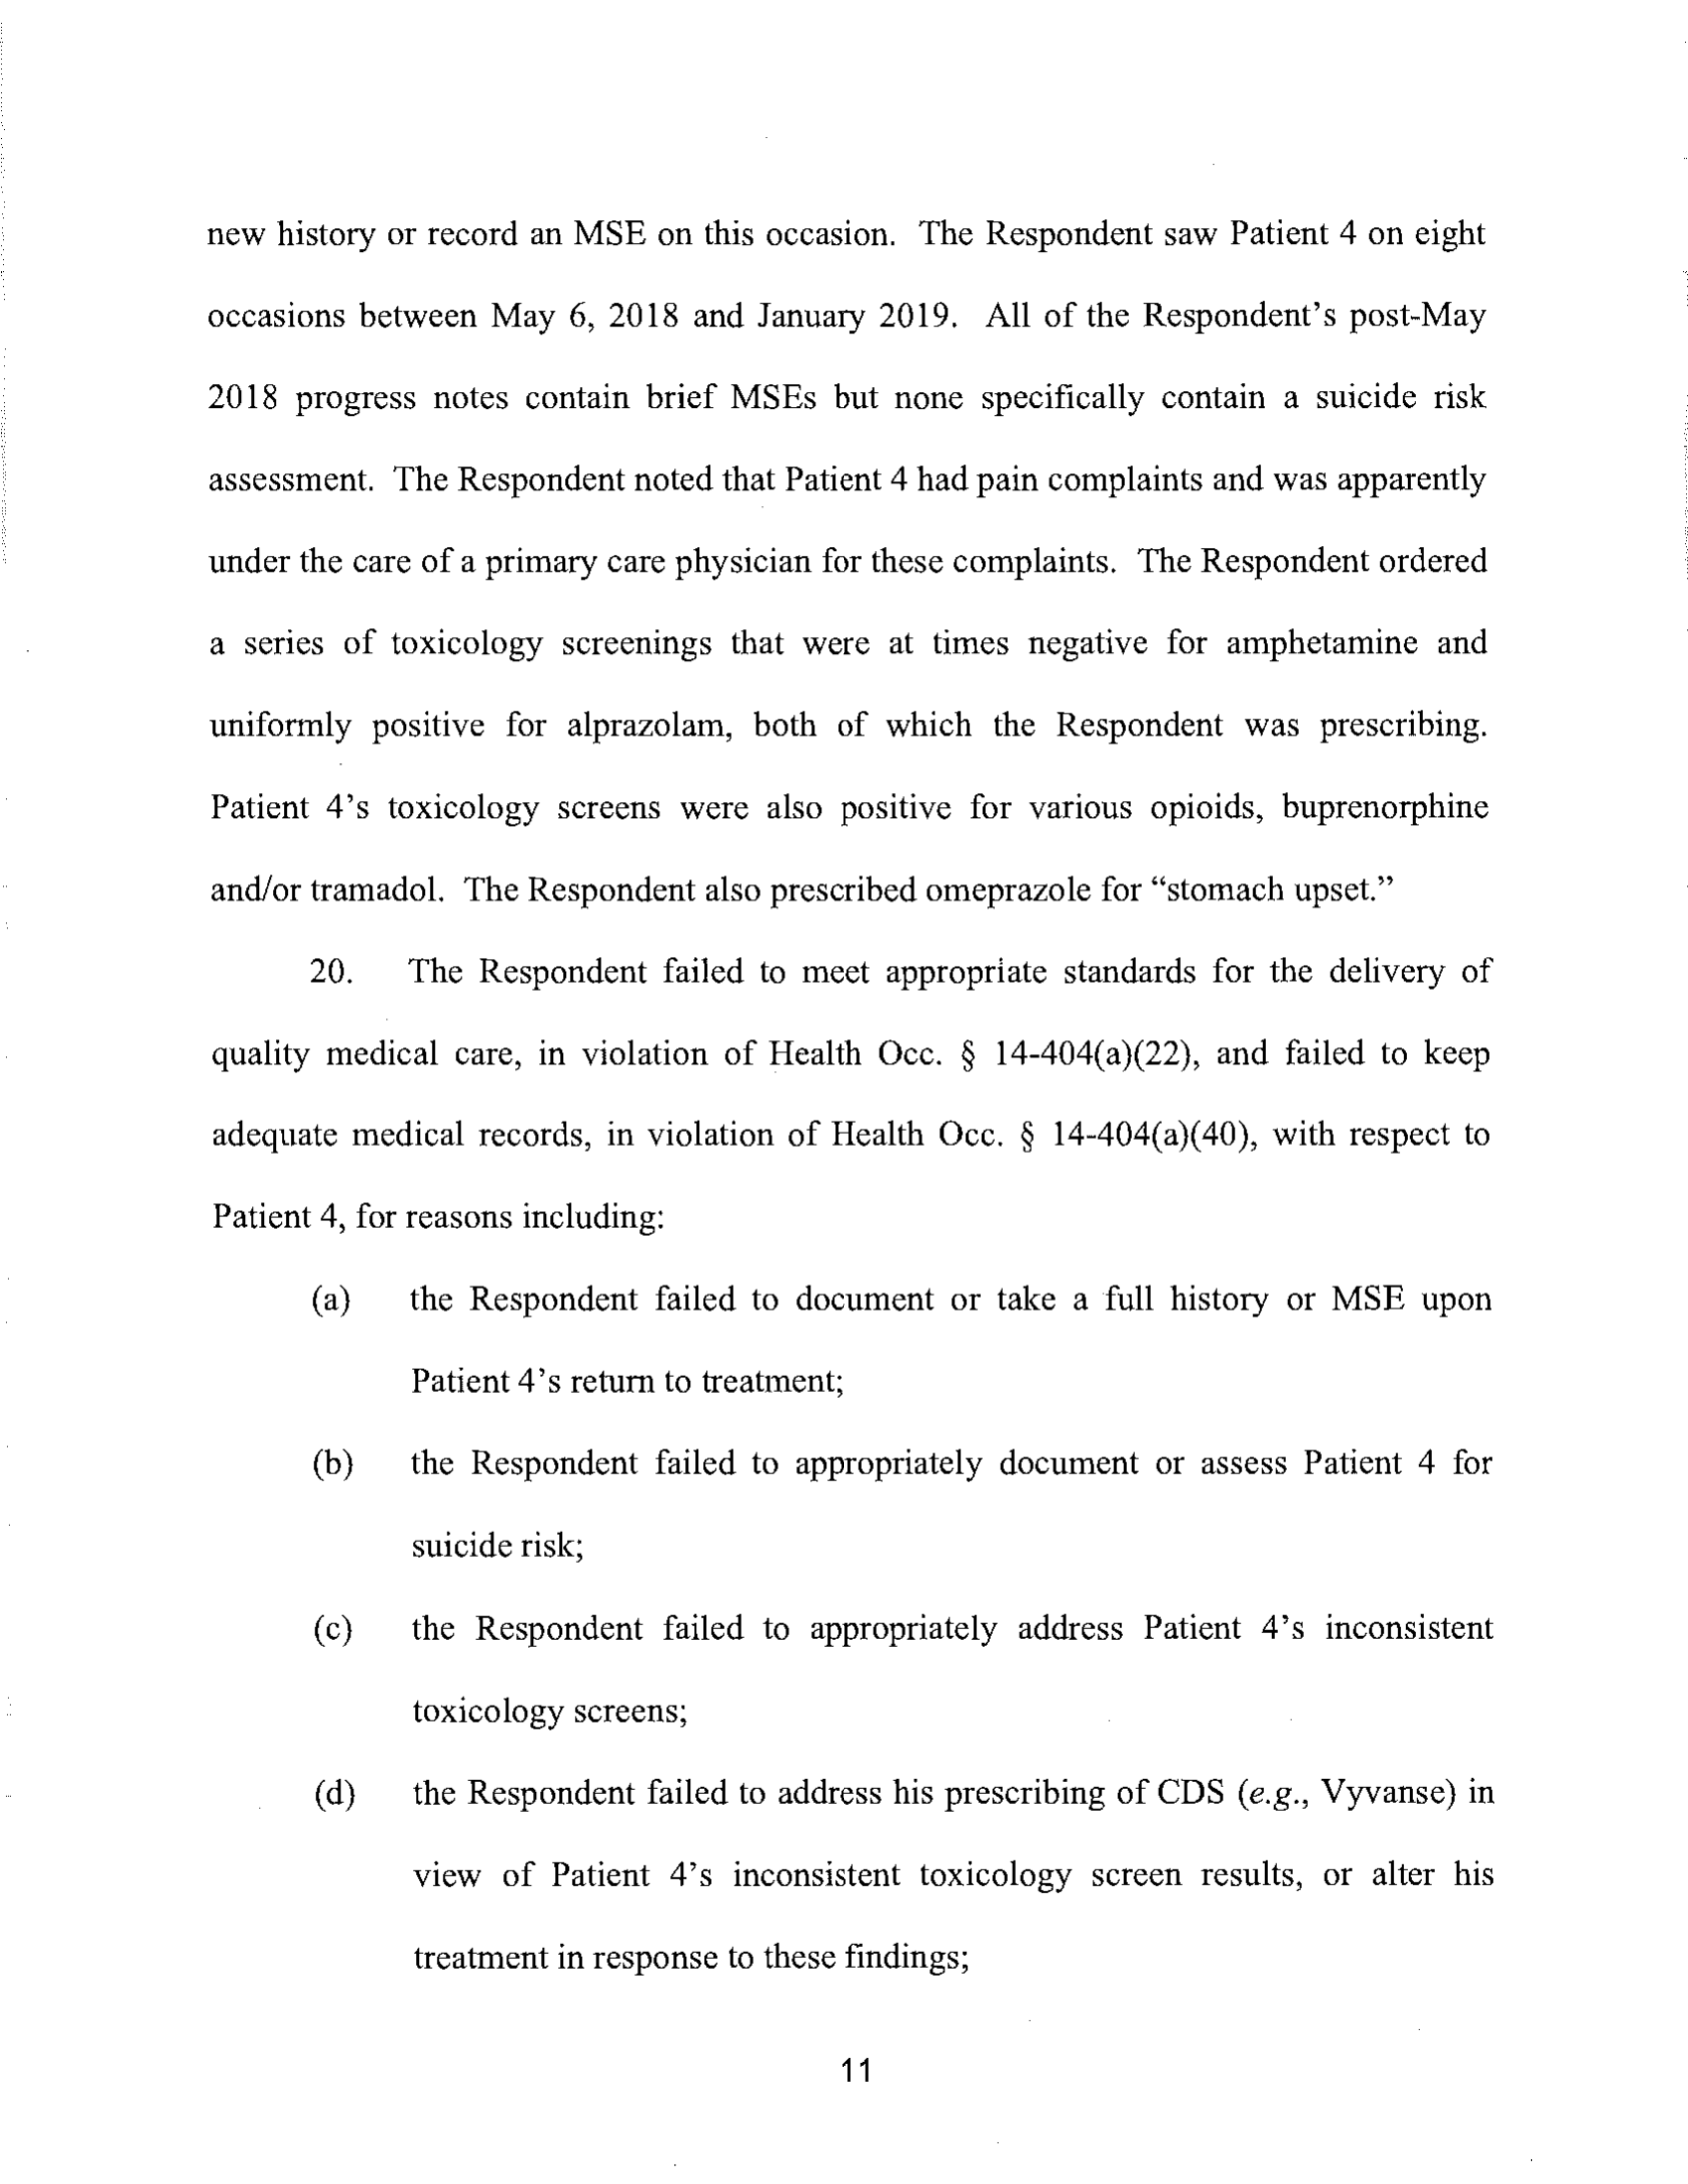 new history or record an MSE on this occasion. The Respondent saw Patient 4 on eight
occasions between May 6, 2018 and January 2019. All of the Respondent's post-May
2018 progress notes contain brief MSEs but none specifically contain a suicide risk
assessment. The Respondent noted that Patient 4 had pain complaints and was apparently
under the care of a primary care physician for these complaints. The Respondent ordered
a series of toxicology screenings that were at times negative for amphetamine and
uniformly positive for alprazolam, both of which the Respondent was prescribing.
Patient 4's toxicology screens were also positive for various opioids, buprenorphine
and/or tramadol. The Respondent also prescribed omeprazole for “stomach upset.”
20. The Respondent failed to meet appropriate standards for the delivery of
quality medical care, in violation of Health Occ. § 14-404(a)(22), and failed to keep
adequate medical records, in violation of Health Occ. § 14-404(a)(40), with respect to
Patient 4, for reasons including:
(a) the Respondent failed to document or take a full history or MSE upon
Patient 4's return to treatment;
(b) the Respondent failed to appropriately document or assess Patient 4 for
suicide risk;
(c) the Respondent failed to appropriately address Patient 4's inconsistent
toxicology screens;
(d) the Respondent failed to address his prescribing of CDS (e.g., Vyvanse) in
view of Patient 4's inconsistent toxicology screen results, or alter his
treatment in response to these findings;
11